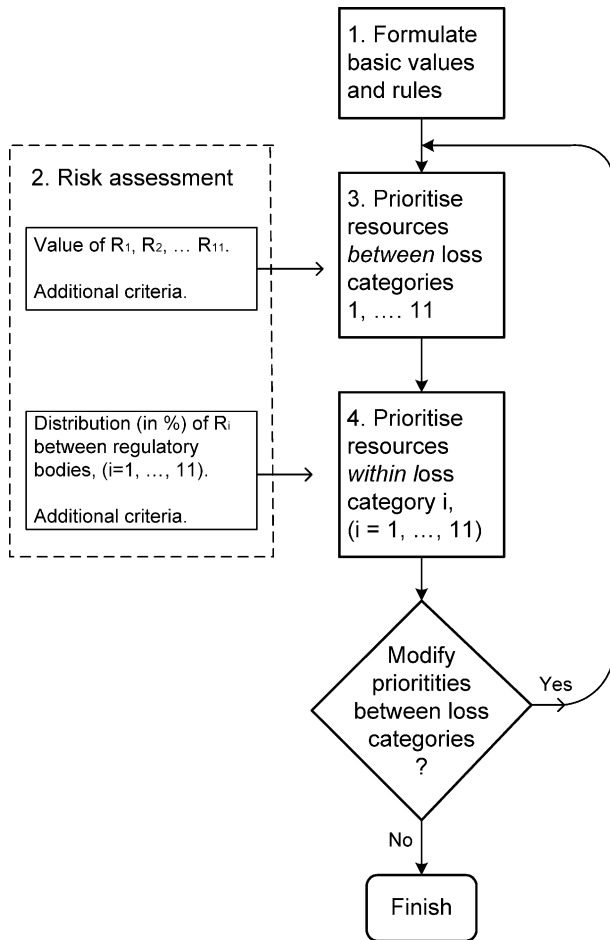 1. Formulate
basic values
and rules
2. Risk assessment
Value of R₁, R₂, ... R₁₁.
Additional criteria.
3. Prioritise
resources
between loss
categories
1, .... 11
Distribution (in %) of Rᵢ
between regulatory
bodies, (i=1, ..., 11).
Additional criteria.
4. Prioritise
resources
within loss
category i,
(i = 1, ..., 11)
Modify
prioritities
between loss
categories
?
Yes
No
Finish